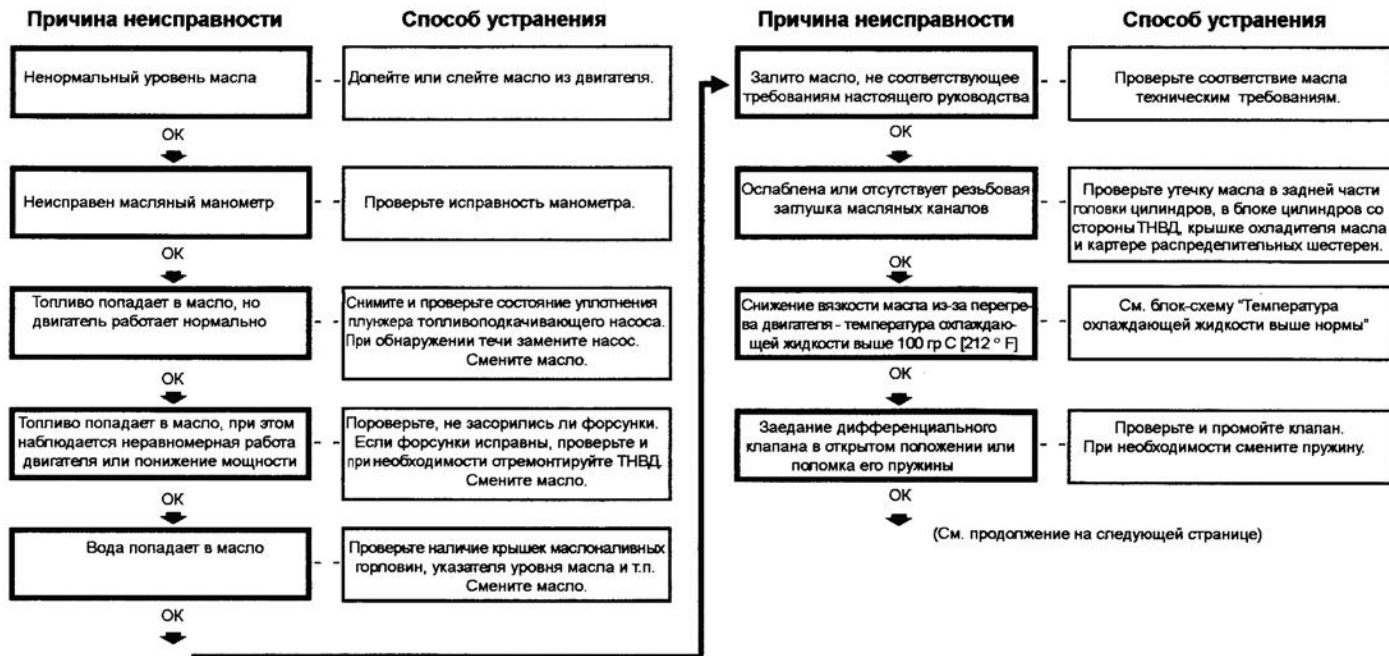 Причина неисправности
Способ устранения
Ненормальный уровень масла
Долейте или слейте масло из двигателя.
ОК
Неисправен масляный манометр
Проверьте исправность манометра.
ОК
Топливо попадает в масло, но
двигатель работает нормально
Снимите и проверьте состояние уплотнения
плунжера топливоподкачивающего насоса.
При обнаружении течи замените насос.
Смените масло.
ОК
Топливо попадает в масло, при этом
наблюдается неравномерная работа
двигателя или понижение мощности
Пороверьте, не засорились ли форсунки.
Если форсунки исправны, проверьте и
при необходимости отремонтируйте ТНВД.
Смените масло.
ОК
Вода попадает в масло
Проверьте наличие крышек маслоналивных
горловин, указателя уровня масла и т.п.
Смените масло.
ОК
Причина неисправности
Способ устранения
Залито масло, не соответствующее
требованиям настоящего руководства
Проверьте соответствие масла
техническим требованиям.
ОК
Ослаблена или отсутствует резьбовая
заглушка масляных каналов
Проверьте утечку масла в задней части
головки цилиндров, в блоке цилиндров со
стороны ТНВД, крышке охладителя масла
и картере распределительных шестерен.
ОК
Снижение вязкости масла из-за перегре-
ва двигателя - температура охлаждаю-
щей жидкости выше 100 гр С [212 ° F]
См. блок-схему "Температура
охлаждающей жидкости выше нормы"
ОК
Заедание дифференциального
клапана в открытом положении или
поломка его пружины
Проверьте и промойте клапан.
При необходимости смените пружину.
ОК
(См. продолжение на следующей странице)